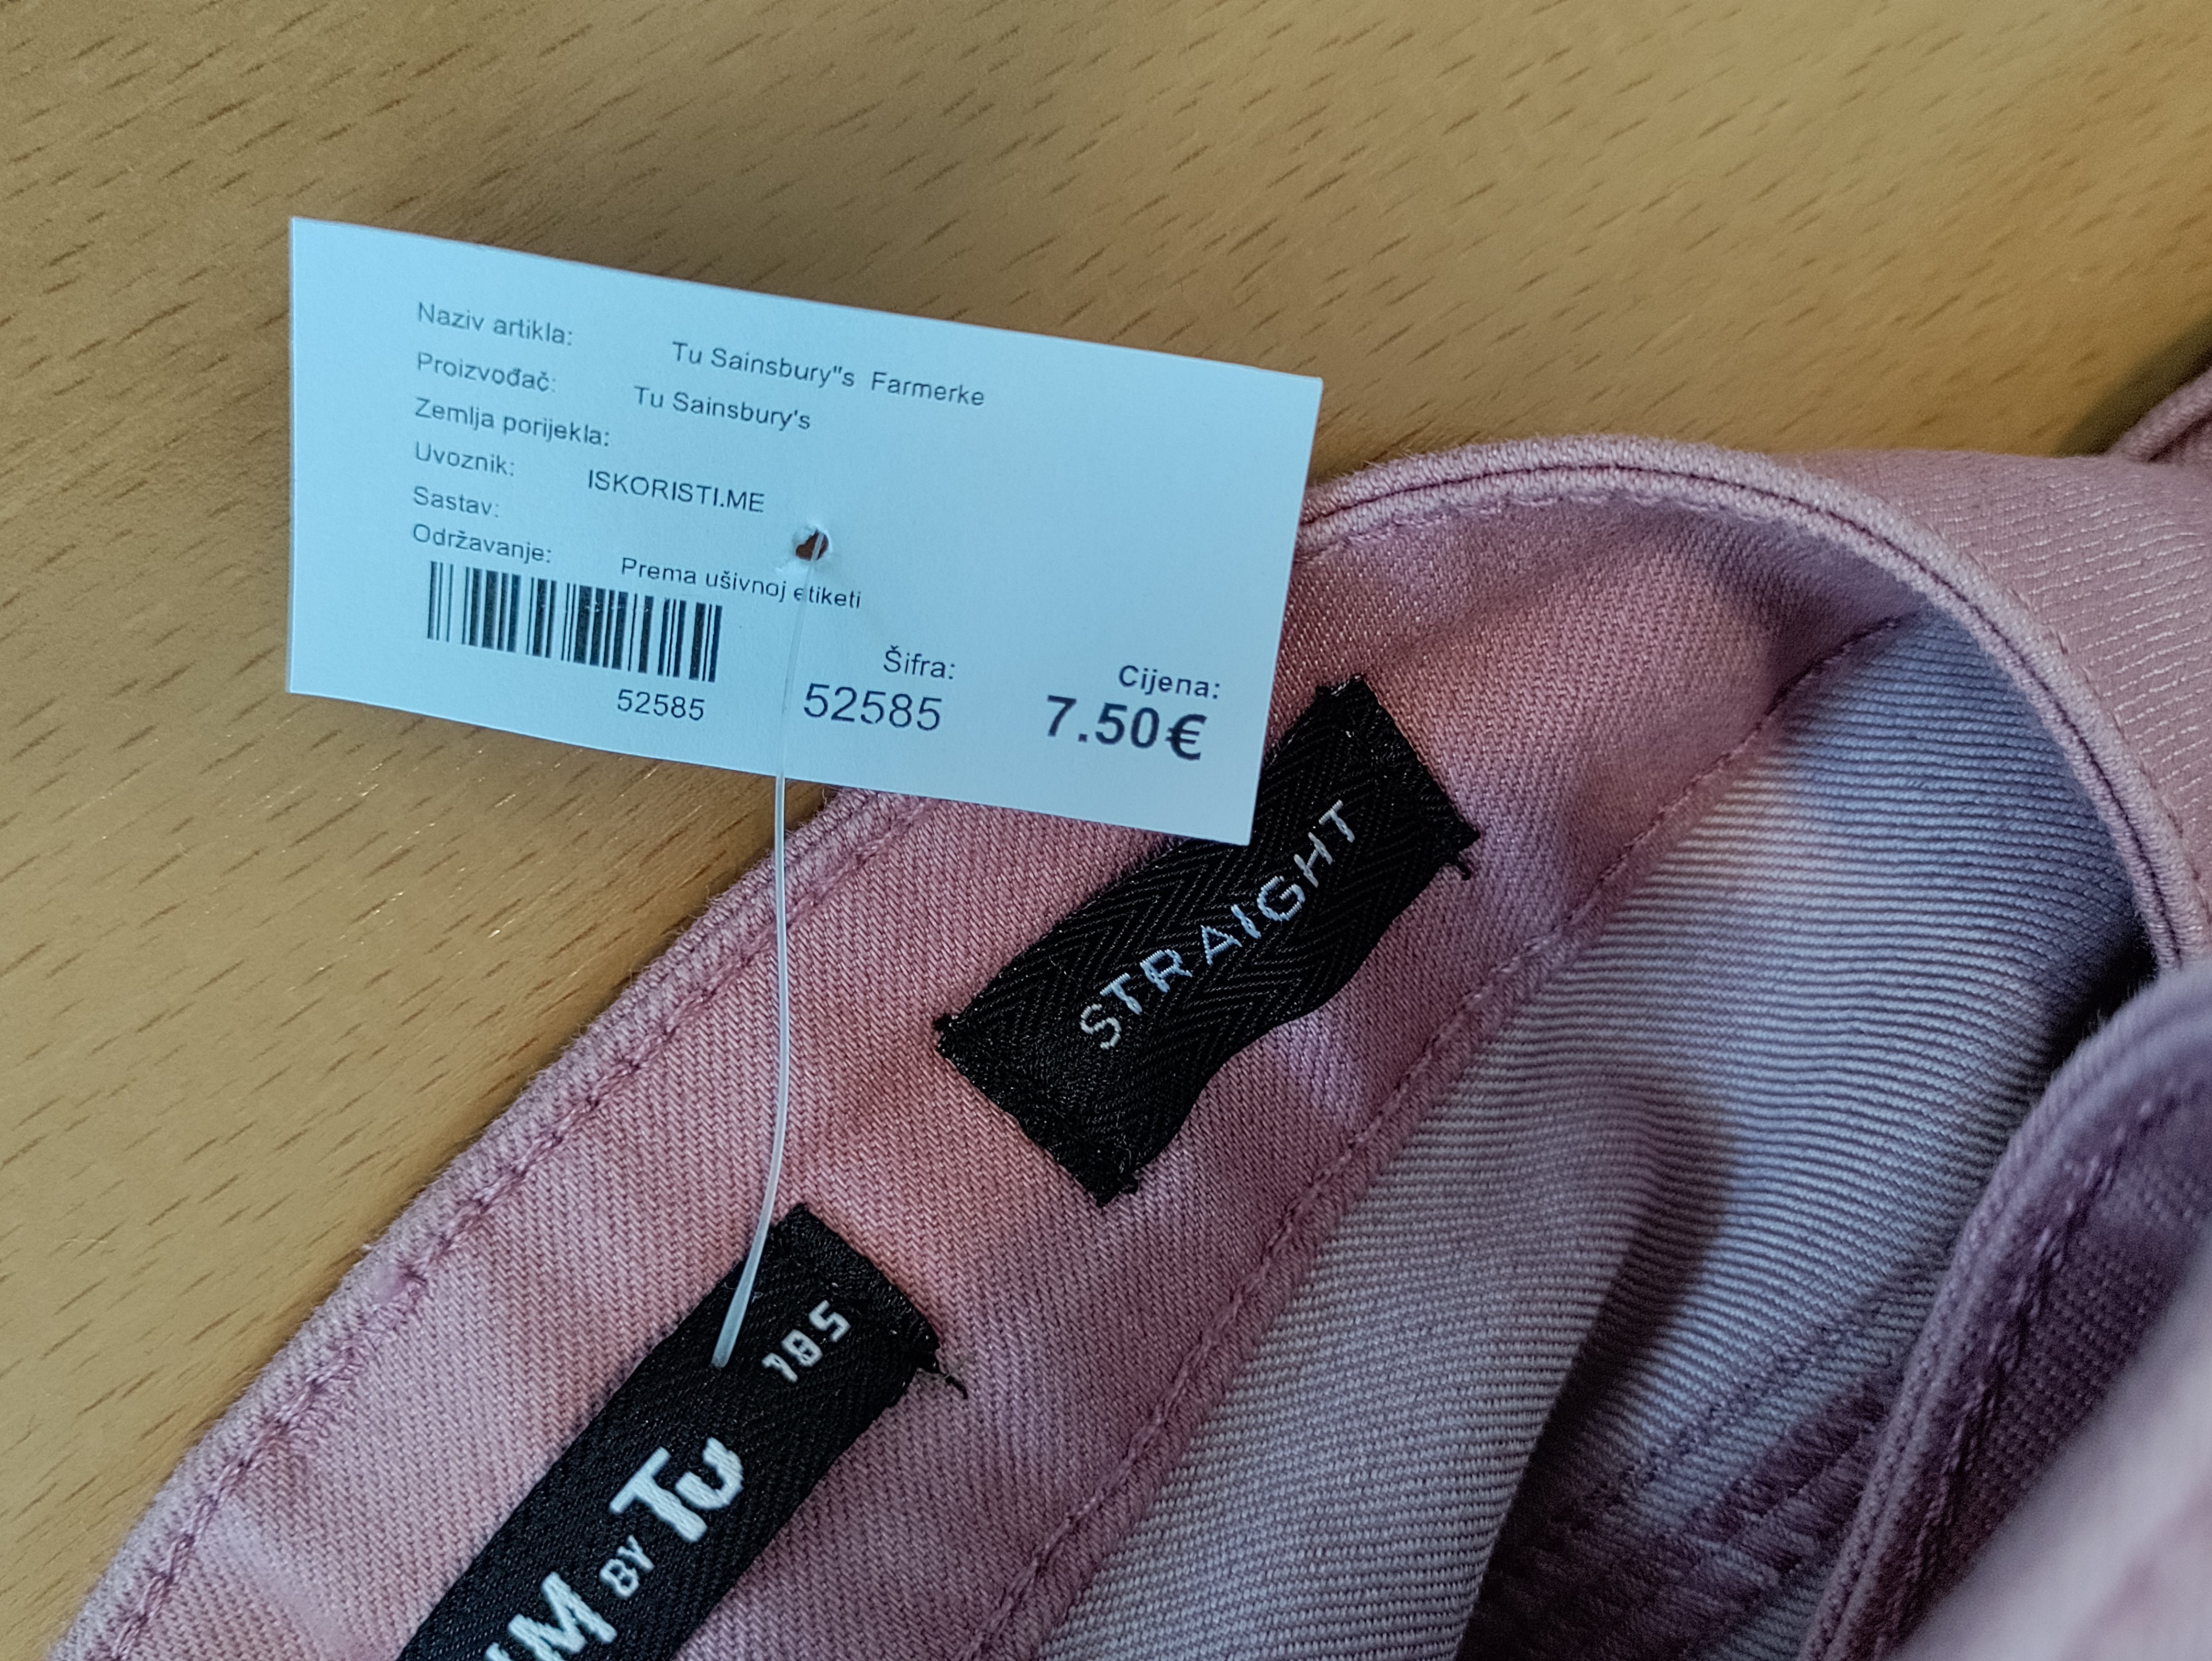 Naziv artikla: Tu Sainsbury"s Farmerke
Proizvođač: Tu Sainsbury's
Zemlja porijekla:
Uvoznik: ISKORISTI.ME
Sastav:
Održavanje: Prema ušivnoj etiketi
52585
Šifra:
52585
Cijena:
7.50€
STRAIGHT
18S
BY Tu